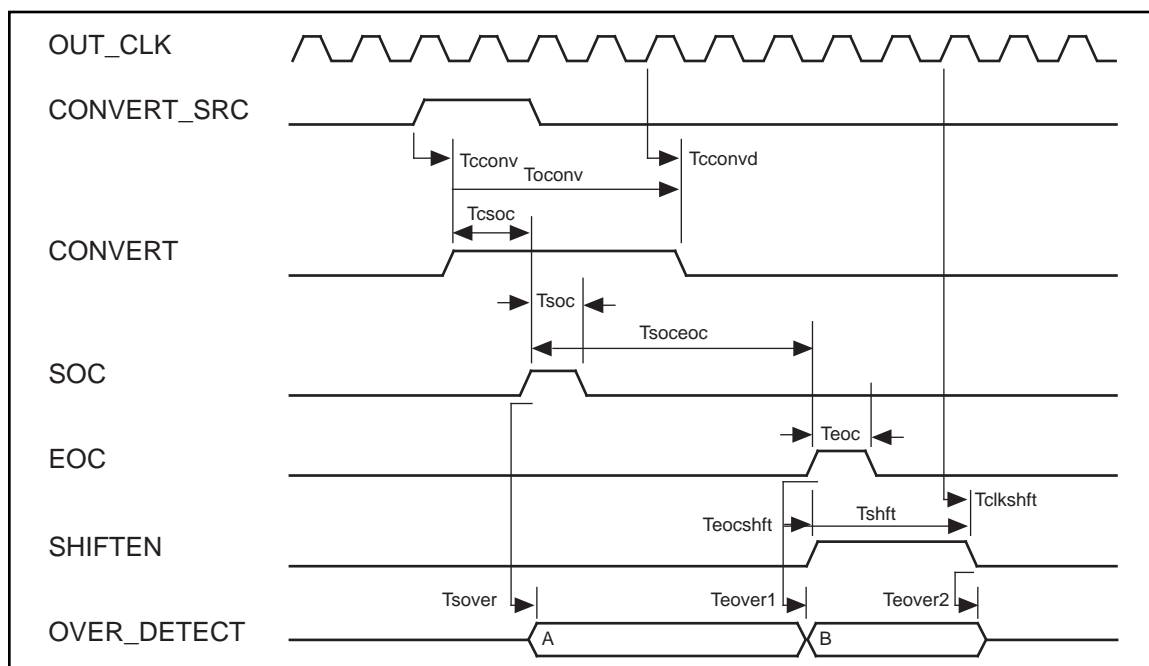 OUT_CLK
CONVERT_SRC
Tcconv
Tcconvd
Toconv
Tcsoc
CONVERT
Tsoc
Tsoceoc
SOC
Teoc
EOC
Tclkshft
Teocshft
Tshft
SHIFTEN
Tsover
Teover1
Teover2
OVER_DETECT
A
B